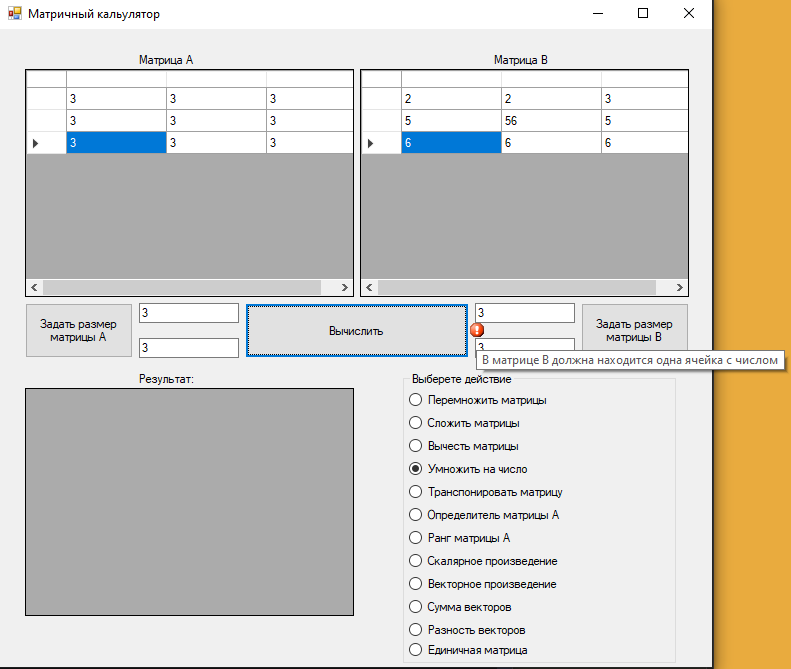 Матричный кальулятор
Матрица А
Матрица В
3 3 3
3 3 3
3 3 3
2 2 3
5 56 5
6 6 6
Задать размер
матрицы А
3
3
Вычислить
3
3
Задать размер
матрицы В
В матрице В должна находится одна ячейка с числом
Результат:
Выберете действие
Перемножить матрицы
Сложить матрицы
Вычесть матрицы
Умножить на число
Транспонировать матрицу
Определитель матрицы А
Ранг матрицы А
Скалярное произведение
Векторное произведение
Сумма векторов
Разность векторов
Единичная матрица